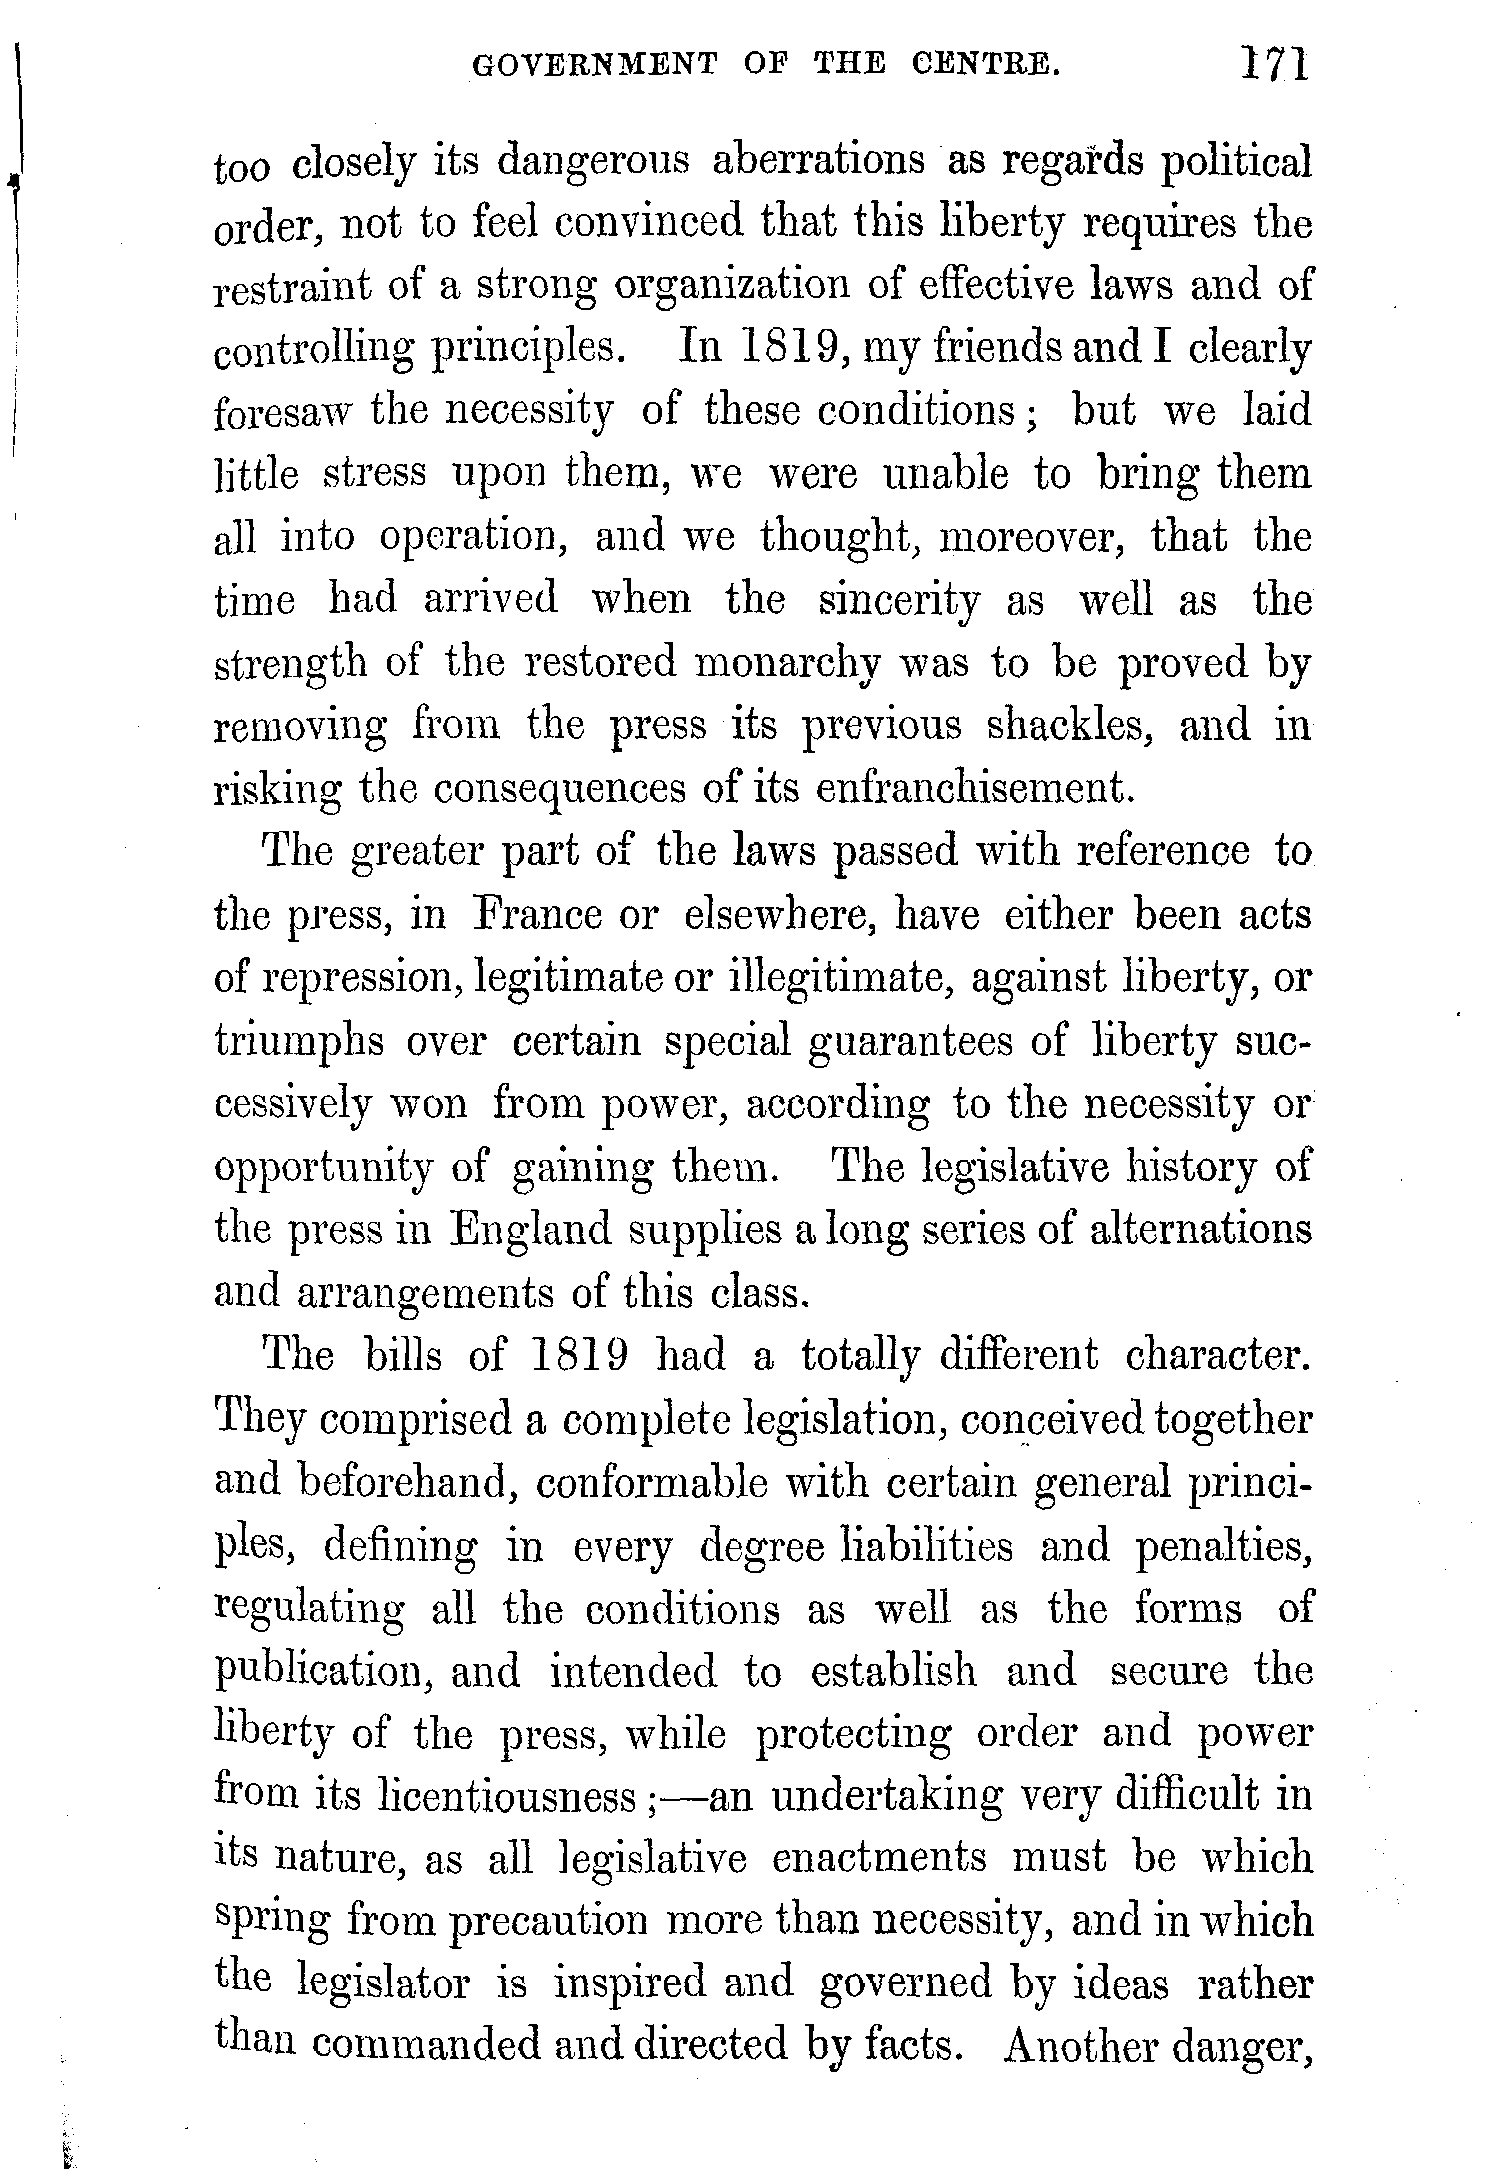 GOVERNMENT OF THE CENTRE. 171
too closely its dangerous aberrations as regards political
order, not to feel convinced that this liberty requires the
restraint of a strong organization of effective laws and of
controlling principles. In 1819, my friends and I clearly
foresaw the necessity of these conditions; but we laid
little stress upon them, we were unable to bring them
all into operation, and we thought, moreover, that the
time had arrived when the sincerity as well as the
strength of the restored monarchy was to be proved by
removing from the press its previous shackles, and in
risking the consequences of its enfranchisement.
The greater part of the laws passed with reference to
the press, in France or elsewhere, have either been acts
of repression, legitimate or illegitimate, against liberty, or
triumphs over certain special guarantees of liberty suc-
cessively won from power, according to the necessity or
opportunity of gaining them. The legislative history of
the press in England supplies a long series of alternations
and arrangements of this class.
The bills of 1819 had a totally different character.
They comprised a complete legislation, conceived together
and beforehand, conformable with certain general princi-
ples, defining in every degree liabilities and penalties,
regulating all the conditions as well as the forms of
publication, and intended to establish and secure the
liberty of the press, while protecting order and power
from its licentiousness;—an undertaking very difficult in
its nature, as all legislative enactments must be which
spring from precaution more than necessity, and in which
the legislator is inspired and governed by ideas rather
than commanded and directed by facts. Another danger,